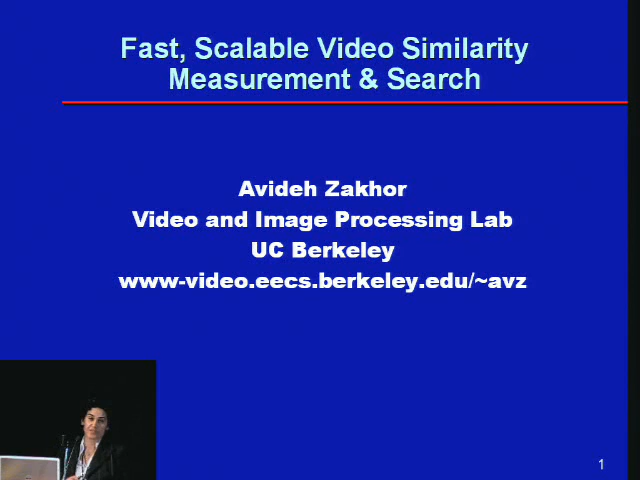 Fast, Scalable Video Similarity
Measurement & Search
Avideh Zakhor
Video and Image Processing Lab
UC Berkeley
www-video.eecs.berkeley.edu/~avz
1